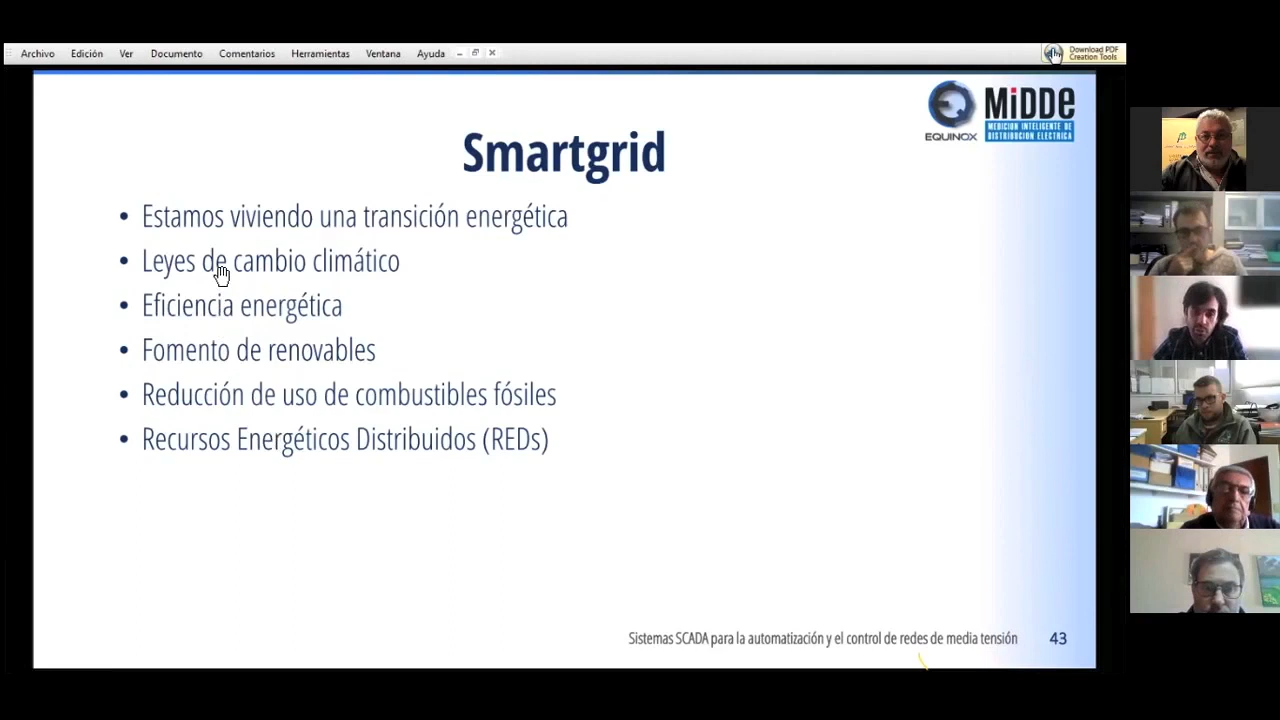 Archivo Edición Ver Documento Comentarios Herramientas Ventana Ayuda
Download PDF
Creation Tools
EQUINOX
MiDDE
MEDICION INTELIGENTE DE
DISTRIBUCION ELECTRICA
Smartgrid
• Estamos viviendo una transición energética
• Leyes de cambio climático
• Eficiencia energética
• Fomento de renovables
• Reducción de uso de combustibles fósiles
• Recursos Energéticos Distribuidos (REDs)
Sistemas SCADA para la automatización y el control de redes de media tensión 43